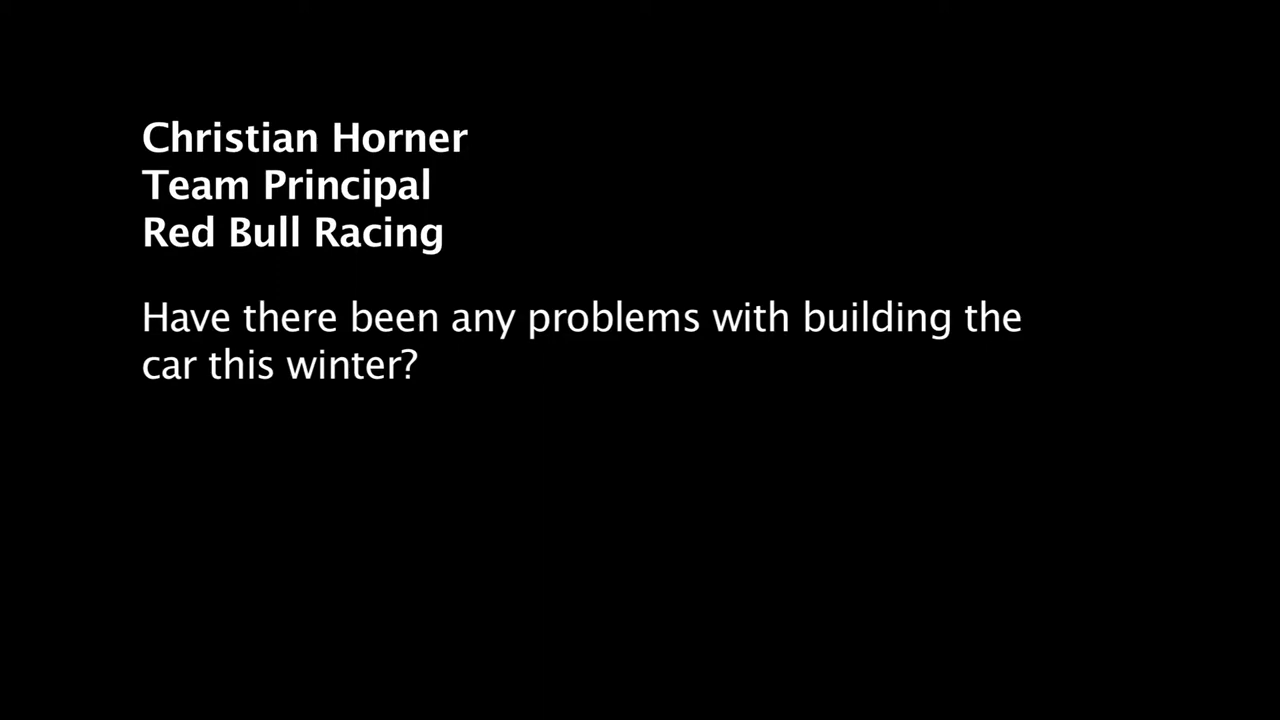 Christian Horner
Team Principal
Red Bull Racing
Have there been any problems with building the
car this winter?